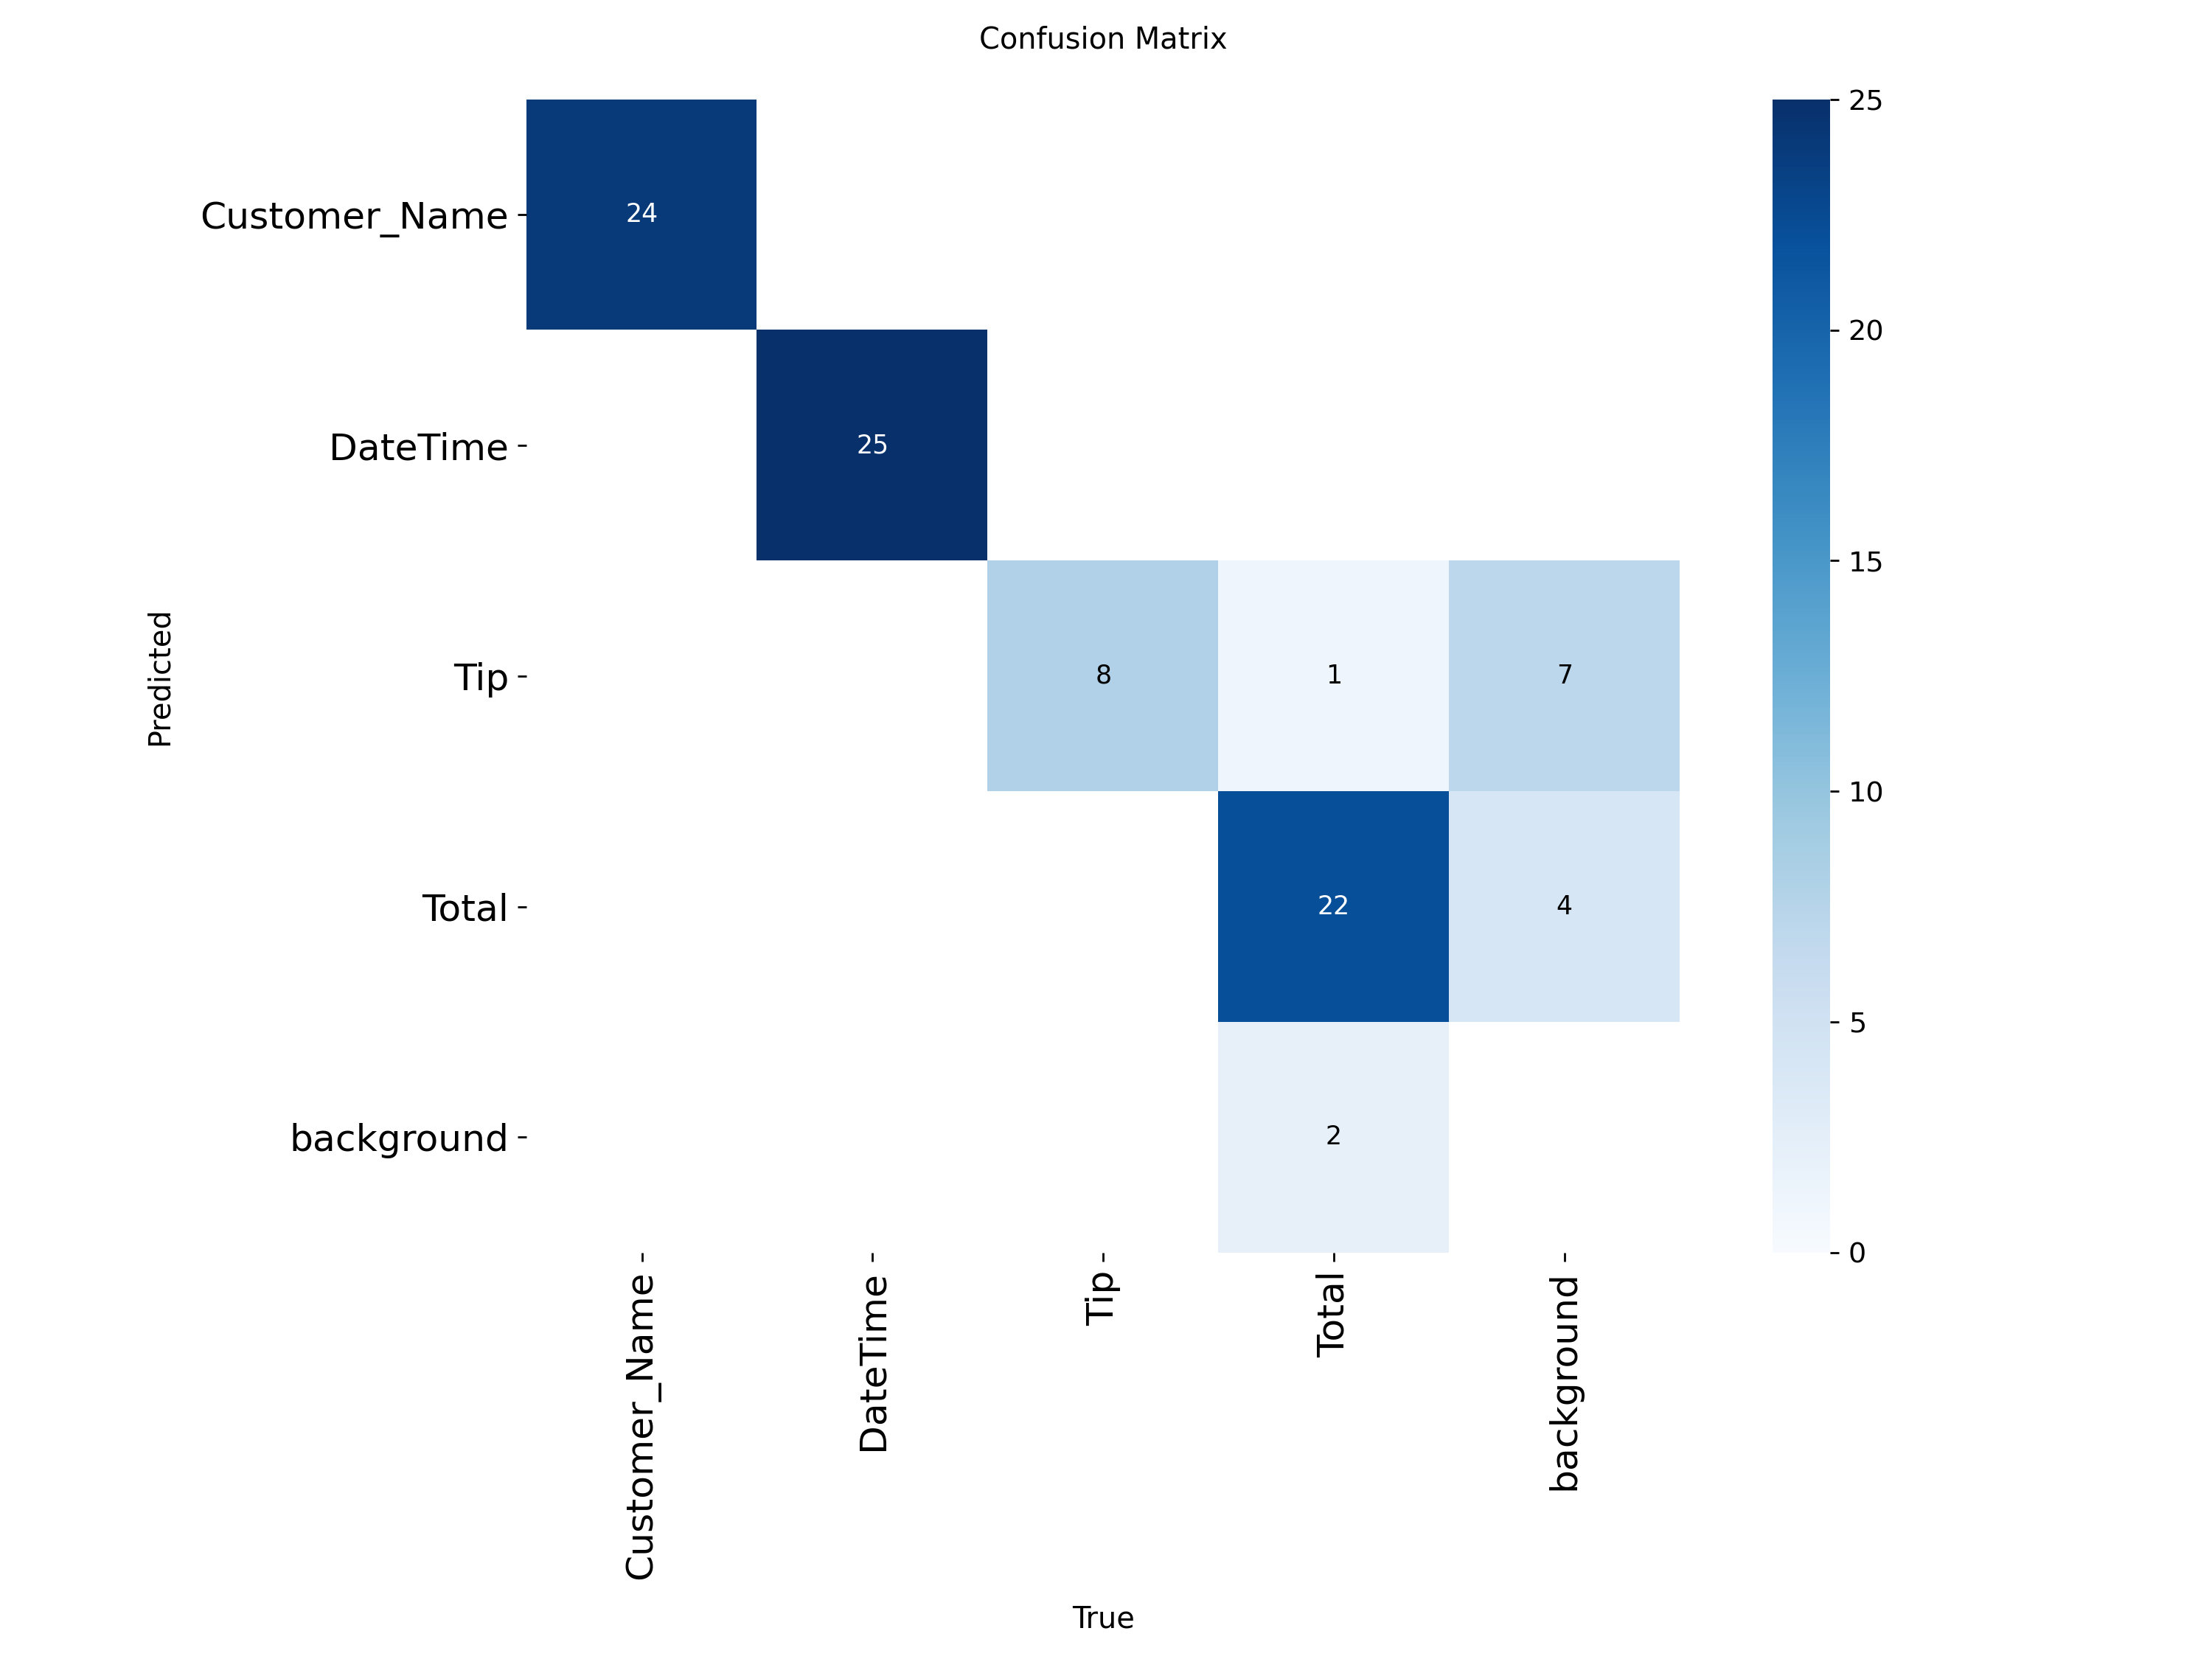 Confusion Matrix
Customer_Name
24
DateTime
25
Tip
8 1 7
Total
22 4
background
2
Predicted
Customer_Name
DateTime
Tip
Total
background
True
25
20
15
10
5
0